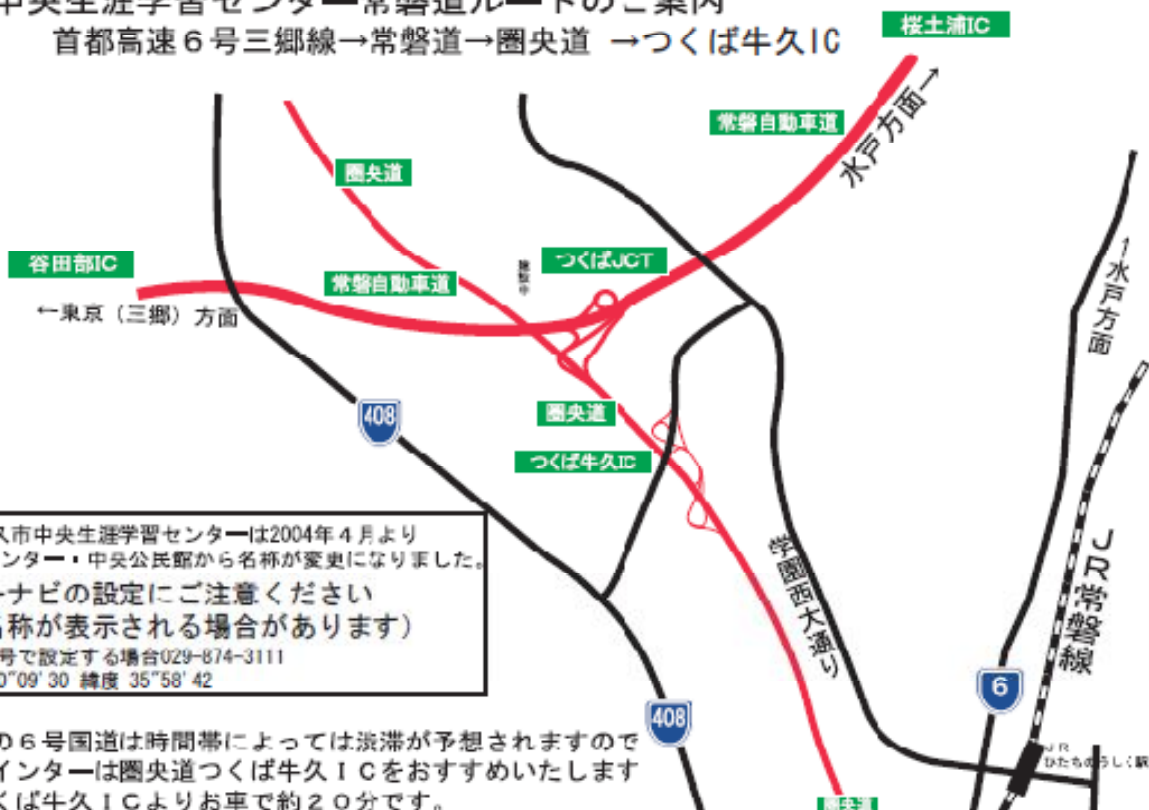 中央生涯学習センター常磐道ルートのご案内
首都高速６号三郷線→常磐道→圏央道 →つくば牛久IC
桜土浦IC
常磐自動車道
水戸方面→
圏央道
谷田部IC
つくばJCT
常磐自動車道
←東京（三郷）方面
←水戸方面
408
圏央道
つくば牛久IC
久市中央生涯学習センターは2004年４月より
ンター・中央公民館から名称が変更になりました。
ーナビの設定にご注意ください
名称が表示される場合があります）
号で設定する場合029-874-3111
0"09'30 緯度 35"58'42
学園西大通り
JR常磐線
6
408
の６号国道は時間帯によっては渋滞が予想されますので
インターは圏央道つくば牛久ＩＣをおすすめいたします
くば牛久ＩＣよりお車で約２０分です。
JR
ひたち野うしく駅
圏央道